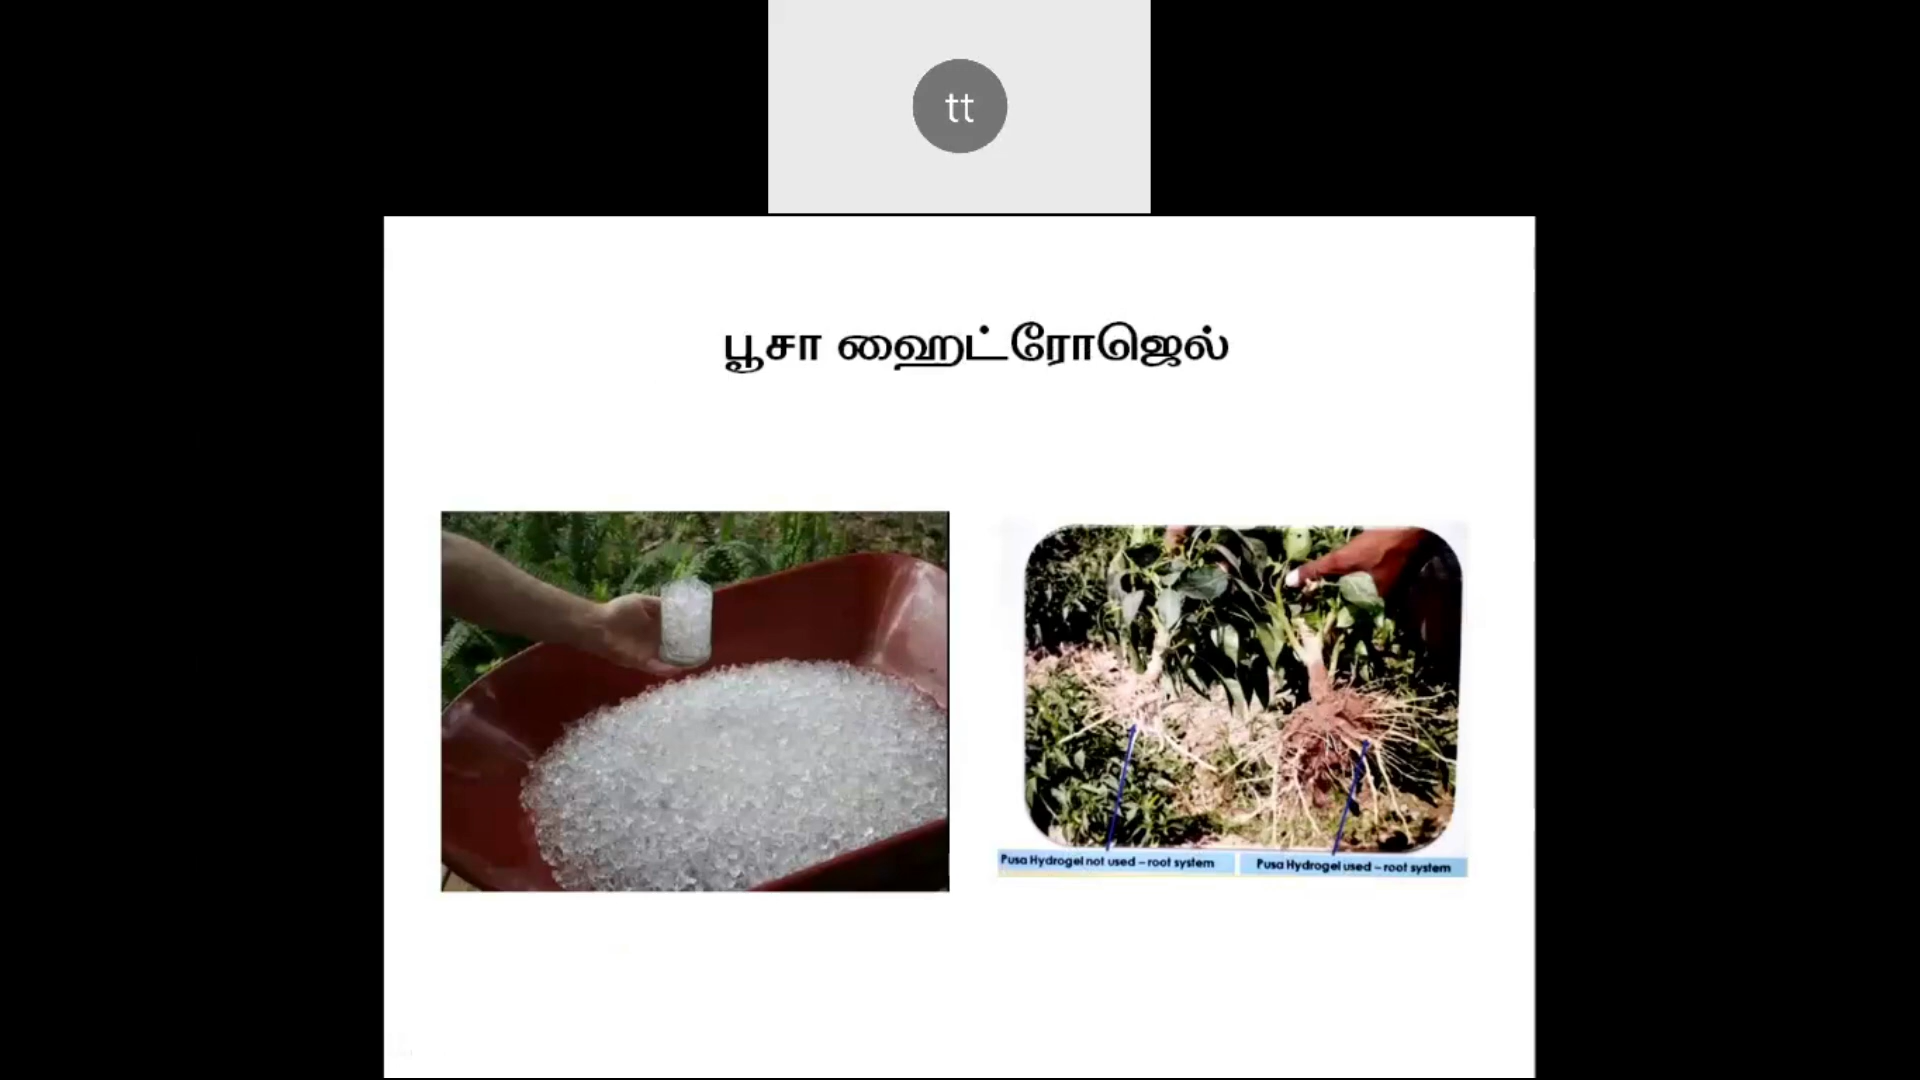 tt
பூசா ஹைட்ரோஜெல்
Pusa Hydrogel not used – root system
Pusa Hydrogel used – root system